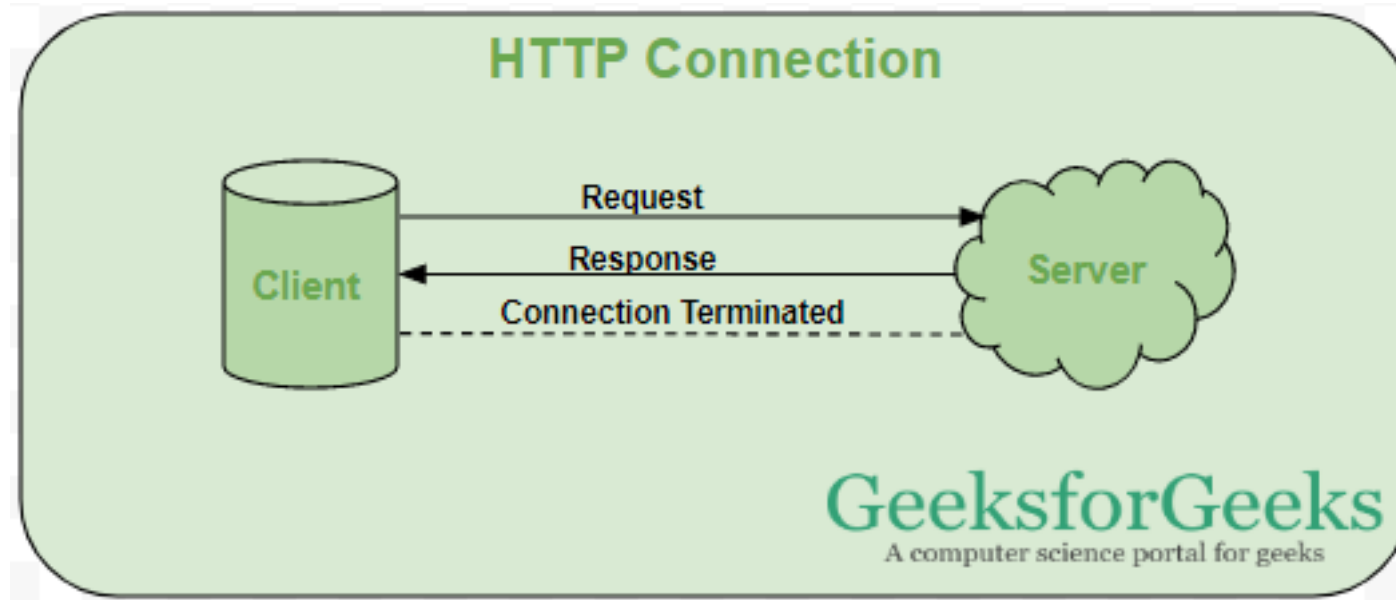 HTTP Connection
Request
Response
Client
Server
Connection Terminated
GeeksforGeeks
A computer science portal for geeks